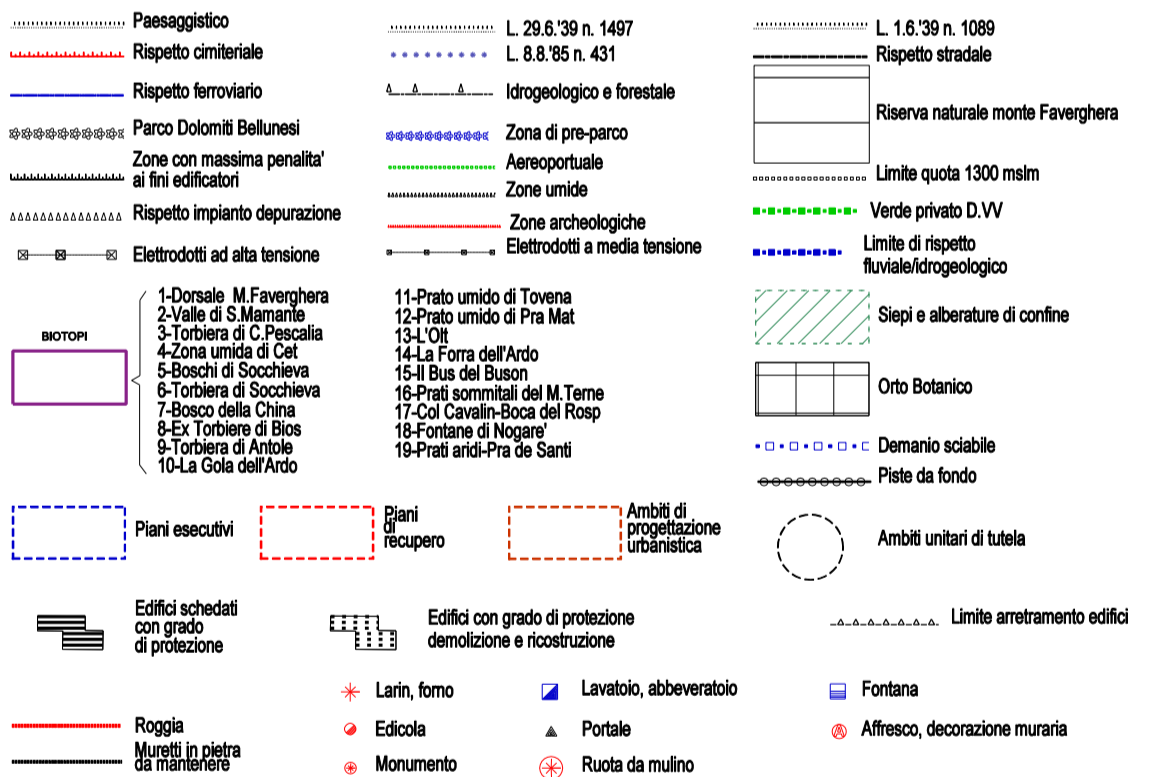 Paesaggistico
L. 29.6.'39 n. 1497
L. 1.6.'39 n. 1089
Rispetto cimiteriale
L. 8.8.'85 n. 431
Rispetto stradale
Rispetto ferroviario
Idrogeologico e forestale
Riserva naturale monte Faverghera
Parco Dolomiti Bellunesi
Zona di pre-parco
Zone con massima penalita'
ai fini edificatori
Aereoportuale
Limite quota 1300 mslm
Zone umide
Rispetto impianto depurazione
Zone archeologiche
Verde privato D.VV
Elettrodotti ad alta tensione
Elettrodotti a media tensione
Limite di rispetto
fluviale/idrogeologico
BIOTOPI
1-Dorsale M.Faverghera
2-Valle di S.Mamante
3-Torbiera di C.Pescalia
4-Zona umida di Cet
5-Boschi di Socchieva
6-Torbiera di Socchieva
7-Bosco della China
8-Ex Torbiere di Bios
9-Torbiera di Antole
10-La Gola dell'Ardo
11-Prato umido di Tovena
12-Prato umido di Pra Mat
13-L'Olt
14-La Forra dell'Ardo
15-Il Bus del Buson
16-Prati sommitali del M.Terne
17-Col Cavalin-Boca del Rosp
18-Fontane di Nogare'
19-Prati aridi-Pra de Santi
Siepi e alberature di confine
Orto Botanico
Demanio sciabile
Piste da fondo
Piani esecutivi
Piani
di
recupero
Ambiti di
progettazione
urbanistica
Ambiti unitari di tutela
Edifici schedati
con grado
di protezione
Edifici con grado di protezione
demolizione e ricostruzione
Limite arretramento edifici
Larin, forno
Lavatoio, abbeveratoio
Fontana
Roggia
Edicola
Portale
A
Affresco, decorazione muraria
Muretti in pietra
da mantenere
Monumento
Ruota da mulino